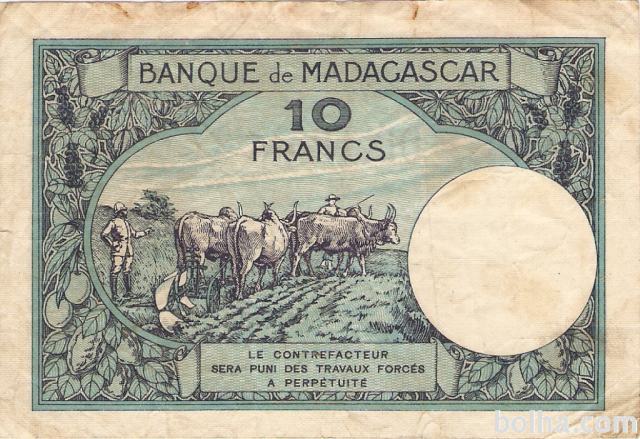 BANQUE de MADAGASCAR
10
FRANCS
LE CONTREFACTEUR
SERA PUNI DES TRAVAUX FORCÉS
A PERPÉTUITÉ
bolha.com